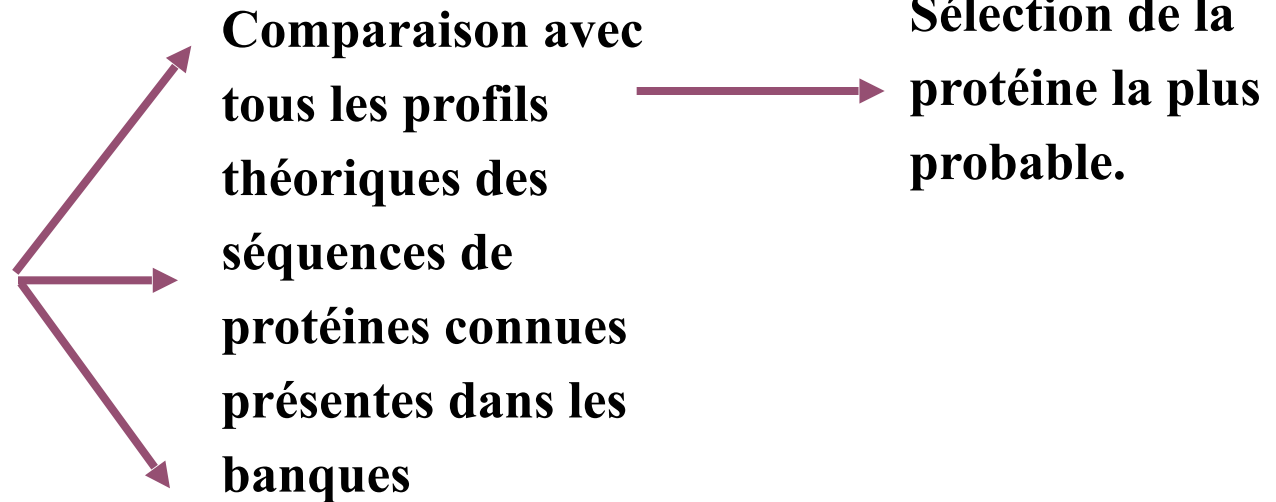 Comparaison avec
tous les profils
théoriques des
séquences de
protéines connues
présentes dans les
banques
Sélection de la
protéine la plus
probable.